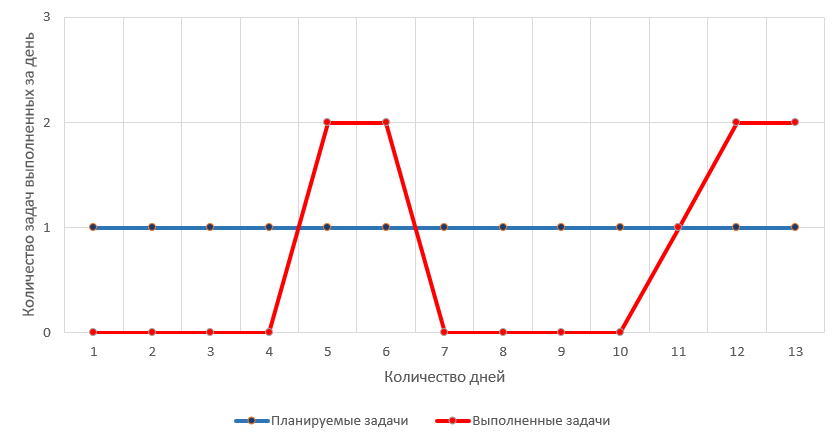 3
2
1
0
Количество задач выполненных за день
1 2 3 4 5 6 7 8 9 10 11 12 13
Количество дней
Планируемые задачи Выполненные задачи